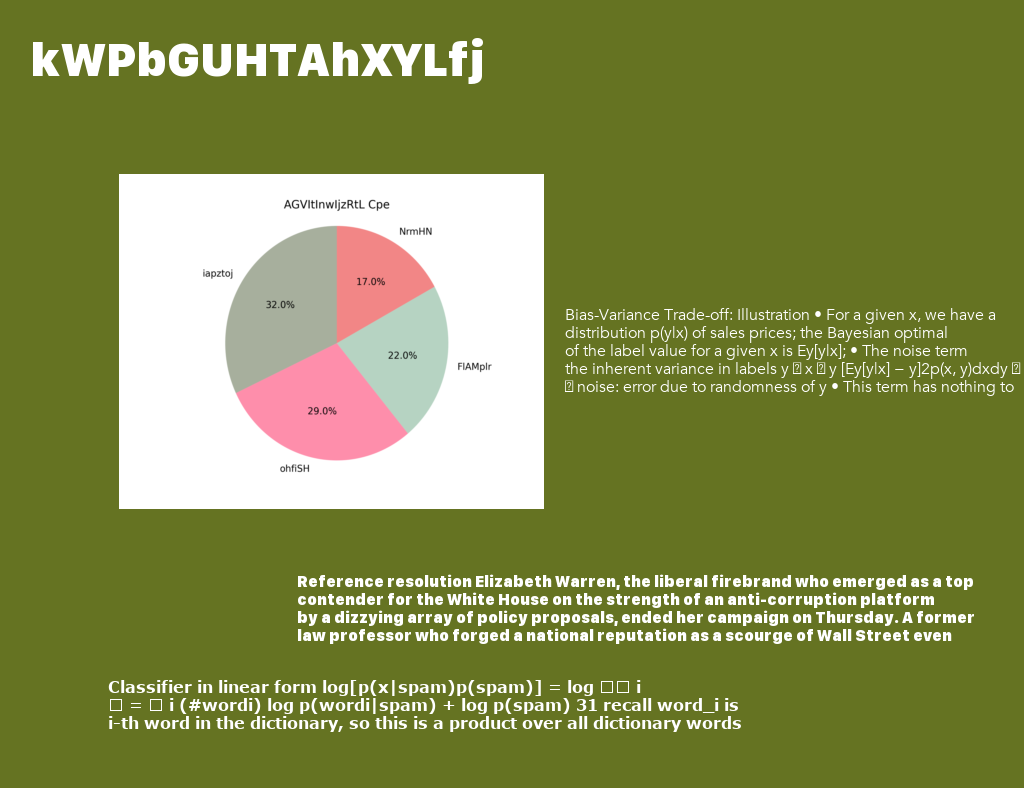 kWPbGUHTAhXYLfj
AGVItInwIjzRtL Cpe
NrmHN
iapztoj
17.0%
32.0%
22.0%
FlAMplr
29.0%
ohfiSH
Bias-Variance Trade-off: Illustration • For a given x, we have a
distribution p(y|x) of sales prices; the Bayesian optimal
of the label value for a given x is Ey[y|x]; • The noise term
the inherent variance in labels y x y [Ey[y|x] − y]2p(x, y)dxdy
noise: error due to randomness of y • This term has nothing to
Reference resolution Elizabeth Warren, the liberal firebrand who emerged as a top
contender for the White House on the strength of an anti-corruption platform
by a dizzying array of policy proposals, ended her campaign on Thursday. A former
law professor who forged a national reputation as a scourge of Wall Street even
Classifier in linear form log[p(x|spam)p(spam)] = log i
= i (#wordi) log p(wordi|spam) + log p(spam) 31 recall word_i is
i-th word in the dictionary, so this is a product over all dictionary words